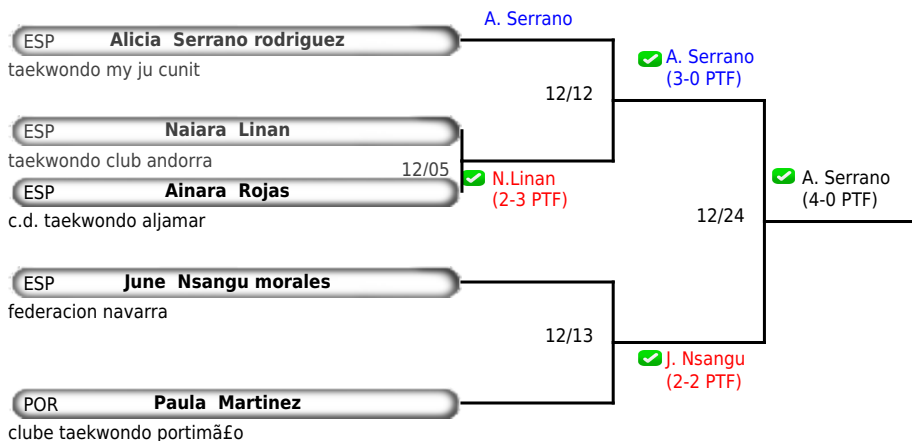 A. Serrano
ESP Alicia Serrano rodriguez
taekwondo my ju cunit
A. Serrano
(3-0 PTF)
12/12
ESP Naiara Linan
taekwondo club andorra
12/05
ESP Ainara Rojas
N.Linan
(2-3 PTF)
c.d. taekwondo aljamar
A. Serrano
(4-0 PTF)
12/24
ESP June Nsangu morales
federacion navarra
12/13
J. Nsangu
(2-2 PTF)
POR Paula Martinez
clube taekwondo portimã£o